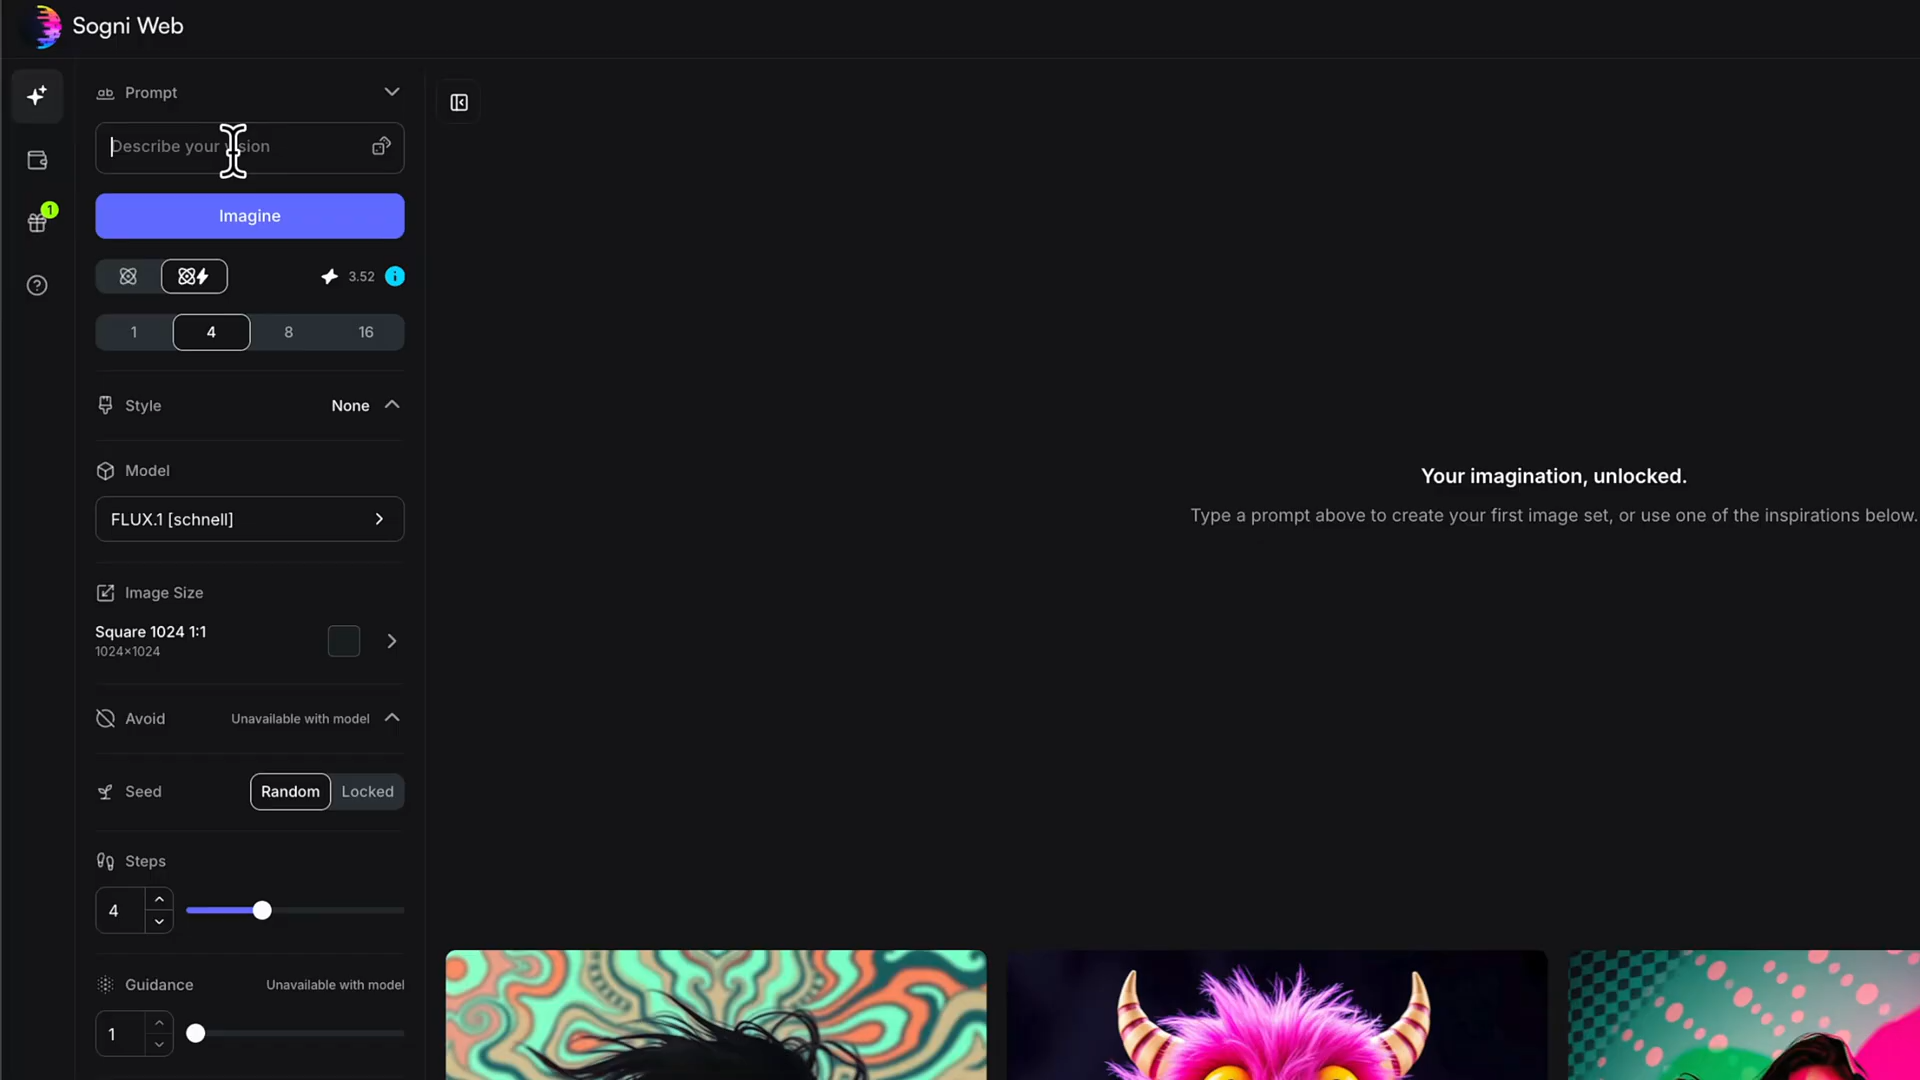 Sogni Web
Prompt
Describe your vision
Imagine
3.52
1 4 8 16
1
Style None
Model
FLUX.1 [schnell]
Image Size
Square 1024 1:1
1024×1024
Avoid Unavailable with model
Seed Random Locked
Steps
4
Guidance Unavailable with model
1
Your imagination, unlocked.
Type a prompt above to create your first image set, or use one of the inspirations below.